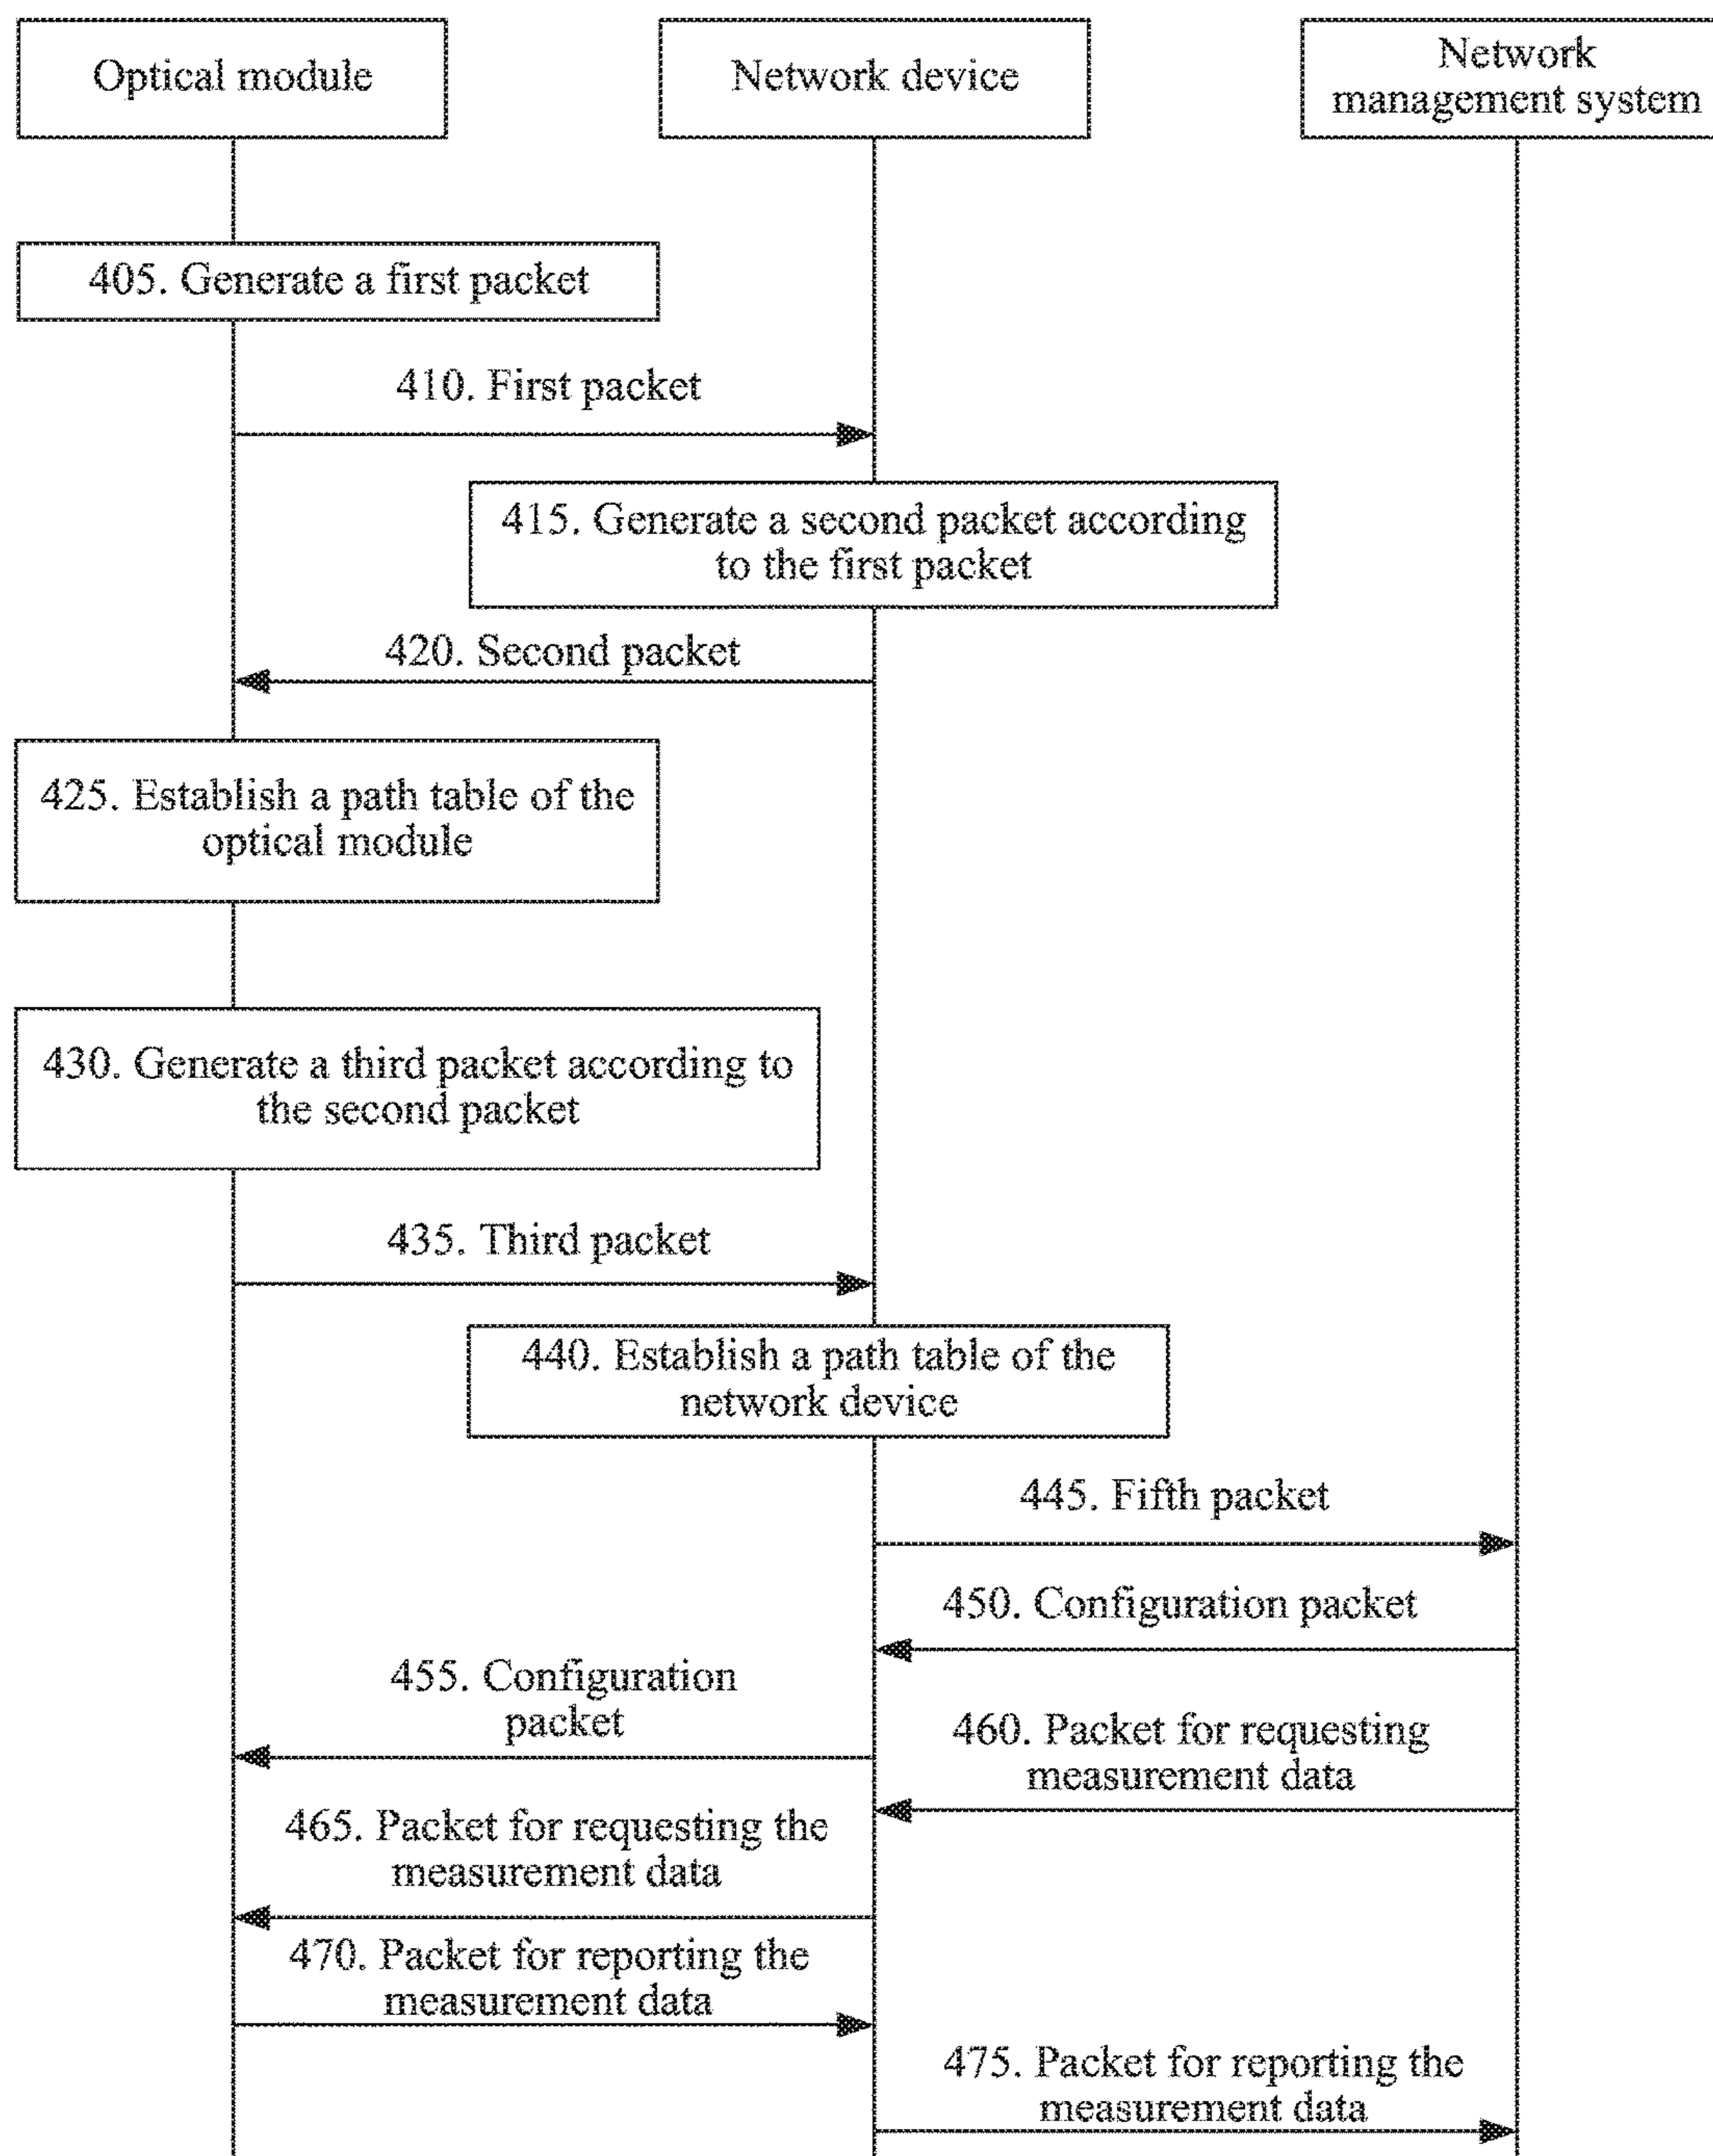 Optical module
Network device
Network
management system
405. Generate a first packet
410. First packet
415. Generate a second packet according
to the first packet
420. Second packet
425. Establish a path table of the
optical module
430. Generate a third packet according to
the second packet
435. Third packet
440. Establish a path table of the
network device
445. Fifth packet
450. Configuration packet
455. Configuration
packet
460. Packet for requesting
measurement data
465. Packet for requesting the
measurement data
470. Packet for reporting the
measurement data
475. Packet for reporting the
measurement data